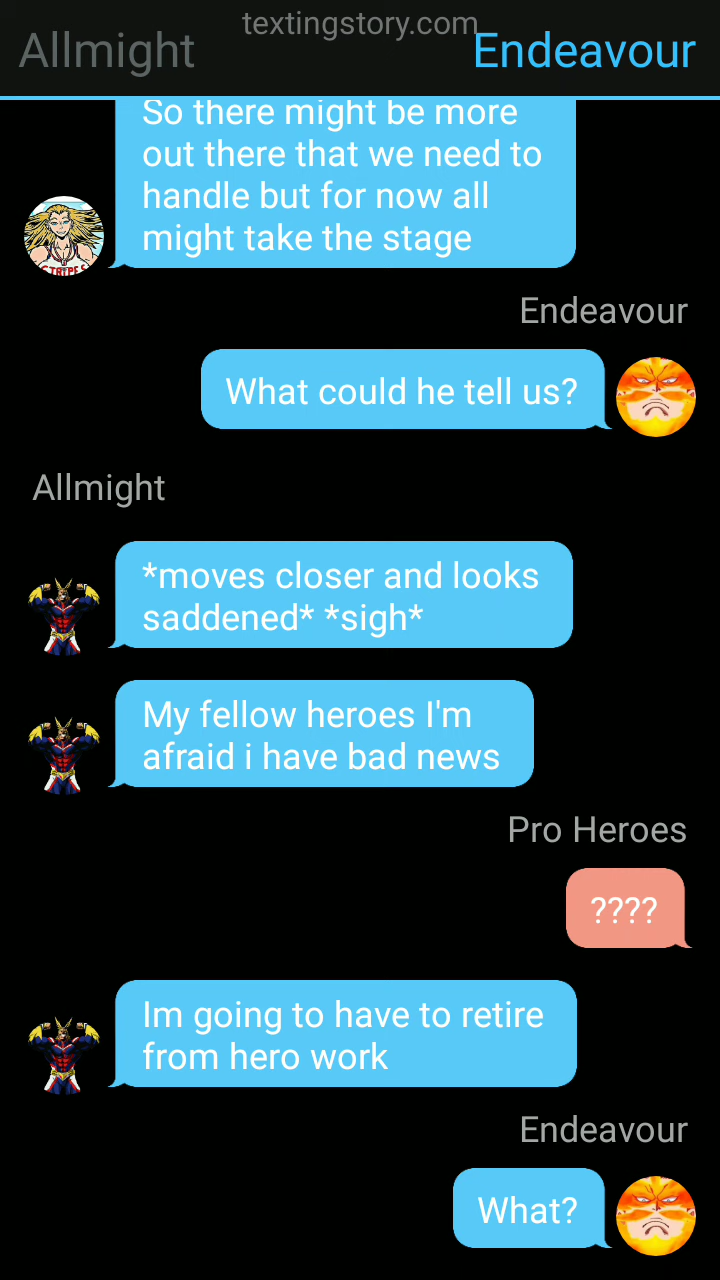 textingstory.com
Allmight
Endeavour
So there might be more
out there that we need to
handle but for now all
might take the stage
STRIPES
Endeavour
What could he tell us?
Allmight
*moves closer and looks
saddened* *sigh*
My fellow heroes I'm
afraid i have bad news
Pro Heroes
????
Im going to have to retire
from hero work
Endeavour
What?